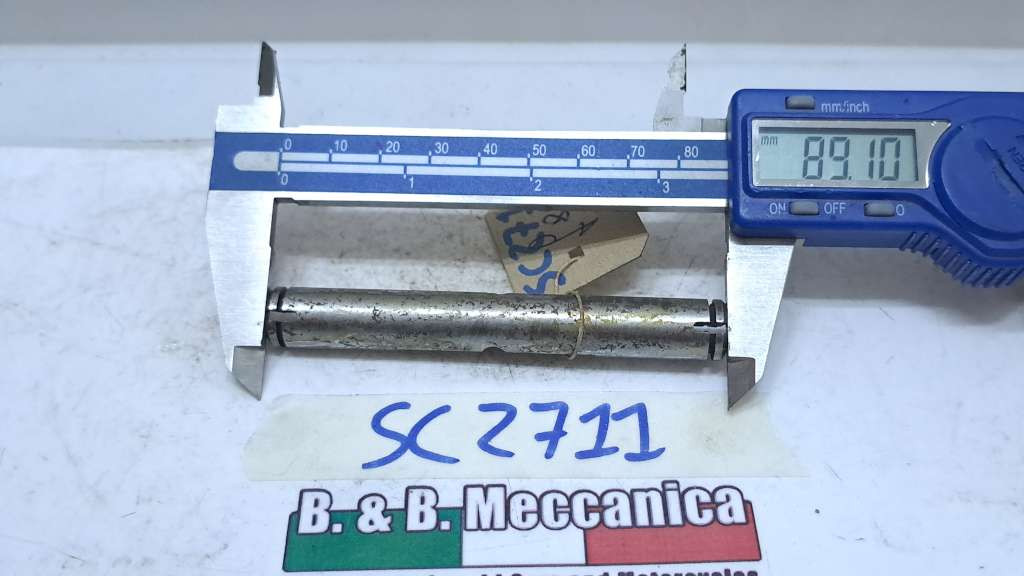 mm/inch
mm 89.10
ON OFF 0
0 10 20 30 40 50 60 70 80
0 1 2 3
SC271
SC2711
B. & B. Meccanica